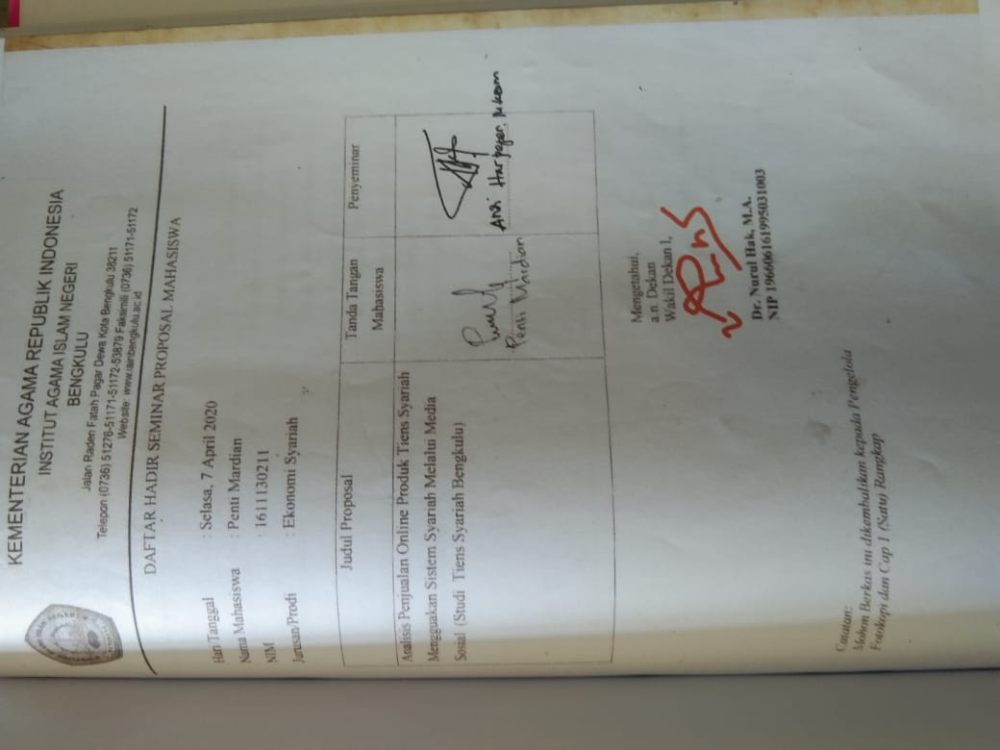 KEMENTERIAN AGAMA REPUBLIK INDONESIA
INSTITUT AGAMA ISLAM NEGERI
BENGKULU
Jalan Raden Fatah Pagar Dewa Kota Bengkulu 38211
Telepon (0736) 51276-51171-51172-53879 Faksimili (0736) 51171-51172
Website: www.iainbengkulu.ac.id
DAFTAR HADIR SEMINAR PROPOSAL MAHASISWA
Hari/Tanggal : Selasa, 7 April 2020
Nama Mahasiswa : Penti Mardian
NIM : 1611130211
Jurusan/Prodi : Ekonomi Syariah
Judul Proposal Tanda Tangan Mahasiswa Penyeminar
Analisis Penjualan Online Produk Tiens Syariah
Mengguakan Sistem Syariah Melalui Media
Sosial (Studi Tiens Syariah Bengkulu)
Penti Mardian
Andi Harpepen, M.Kom
Mengetahui,
a.n. Dekan
Wakil Dekan I,
Dr. Nurul Hak, M.A.
NIP 196606161995031003
Catatan:
Mohon Berkas ini dikembalikan kepada Pengelola
Fotokopi dan Cap 1 (Satu) Rangkap